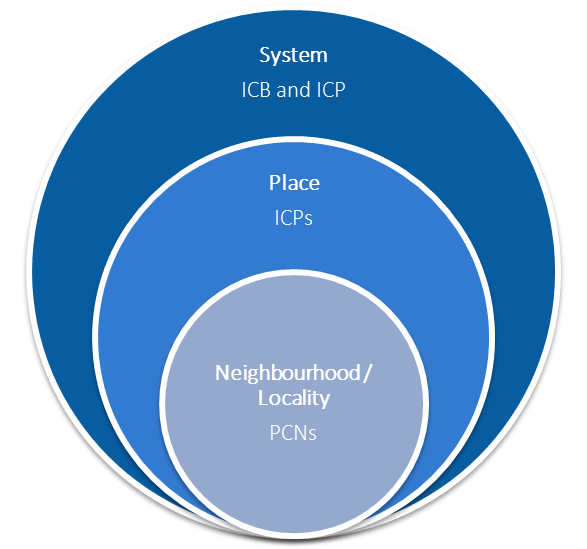 System
ICB and ICP
Place
ICPs
Neighbourhood /
Locality
PCNs